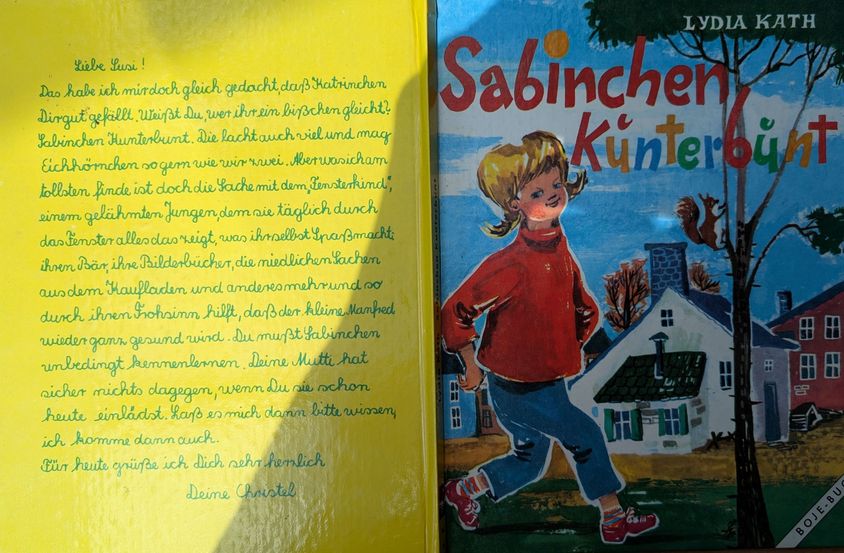 Liebe Susi!
Das habe ich mir doch gleich gedacht, daß Katrinchen
Dir gut gefällt. Weißt Du, wer ihr ein bißchen gleicht?
Sabinchen Kunterbunt. Die lacht auch viel und mag
Eichhörnchen so gern wie wir zwei. Aber was ich am
tollsten finde ist doch die Sache mit dem „Fensterkind“,
einem gelähmten Jungen, dem sie täglich durch
das Fenster alles das zeigt, was ihr selbst Spaß macht:
ihren Bär, ihre Bilderbücher, die niedlichen Sachen
aus dem Kaufladen und anderes mehr und so
durch ihren Frohsinn hilft, daß der kleine Manfred
wieder ganz gesund wird. Du mußt Sabinchen
unbedingt kennenlernen. Deine Mutti hat
sicher nichts dagegen, wenn Du sie schon
heute einlädst. Laß es mich dann bitte wissen,
ich komme dann auch.
Für heute grüße ich Dich sehr herzlich
Deine Christel
LYDIA KATH
Sabinchen
Kunterbunt